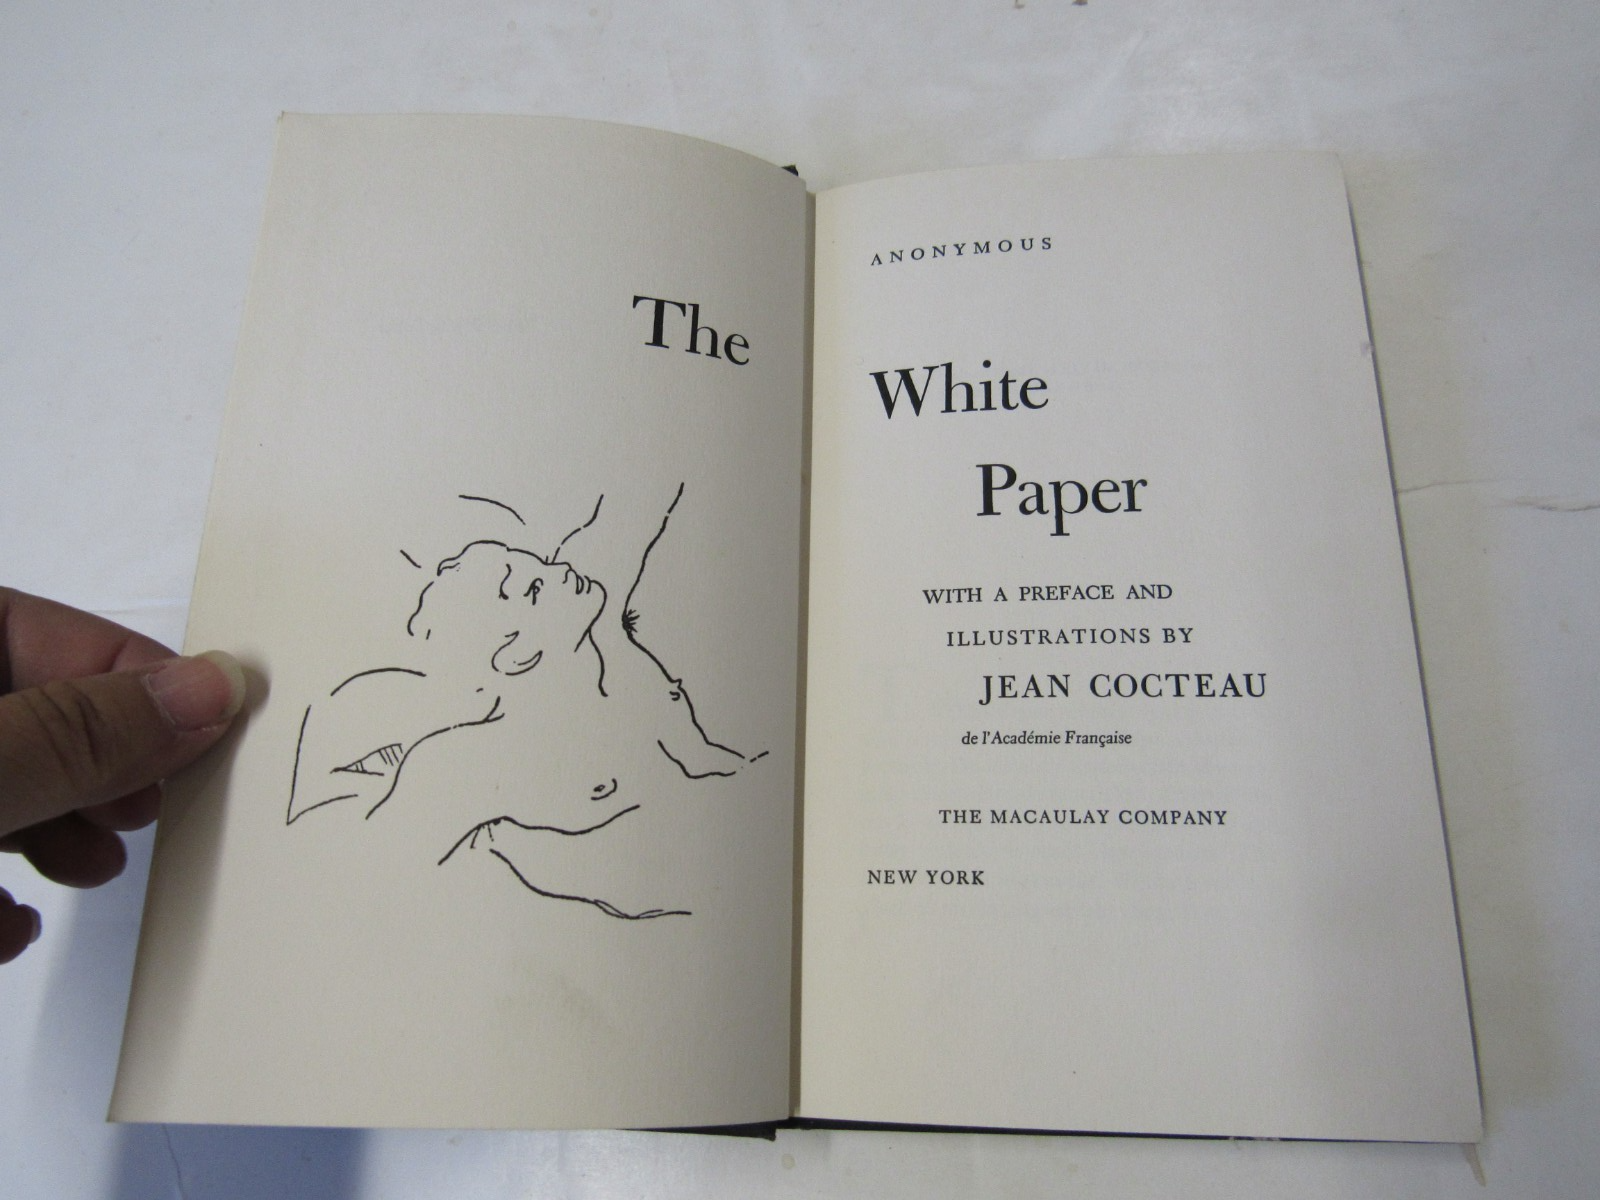 The
ANONYMOUS
White
Paper
WITH A PREFACE AND
ILLUSTRATIONS BY
JEAN COCTEAU
de l'Académie Française
THE MACAULAY COMPANY
NEW YORK